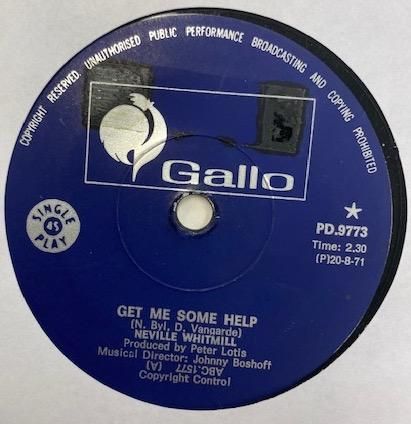 COPYRIGHT RESERVED. UNAUTHORISED PUBLIC PERFORMANCE BROADCASTING AND COPYING PROHIBITED
Gallo
SINGLE
45
PLAY
PD.9773
Time: 2.30
(P)20-8-71
GET ME SOME HELP
(N. Byl, D. Vangarde)
NEVILLE WHITMILL
Produced by Peter Lotis
Musical Director: Johnny Boshoff
ABC.1577 (A)
Copyright Control